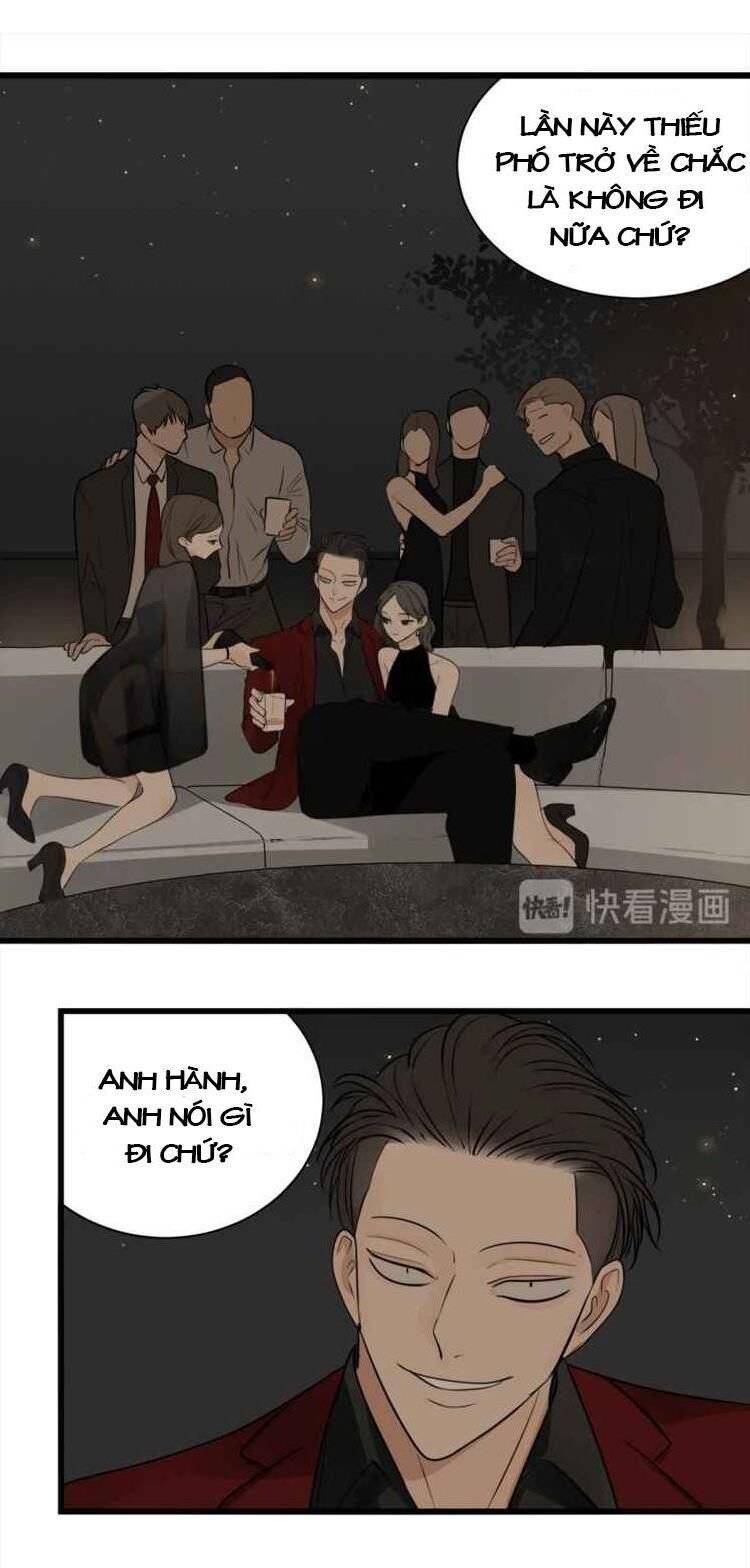 LẦN NÀY THIẾU
PHÓ TRỞ VỀ CHẮC
LÀ KHÔNG ĐI
NỮA CHỨ?
快看! 快看漫画
ANH HÀNH,
ANH NÓI GÌ
ĐI CHỨ?